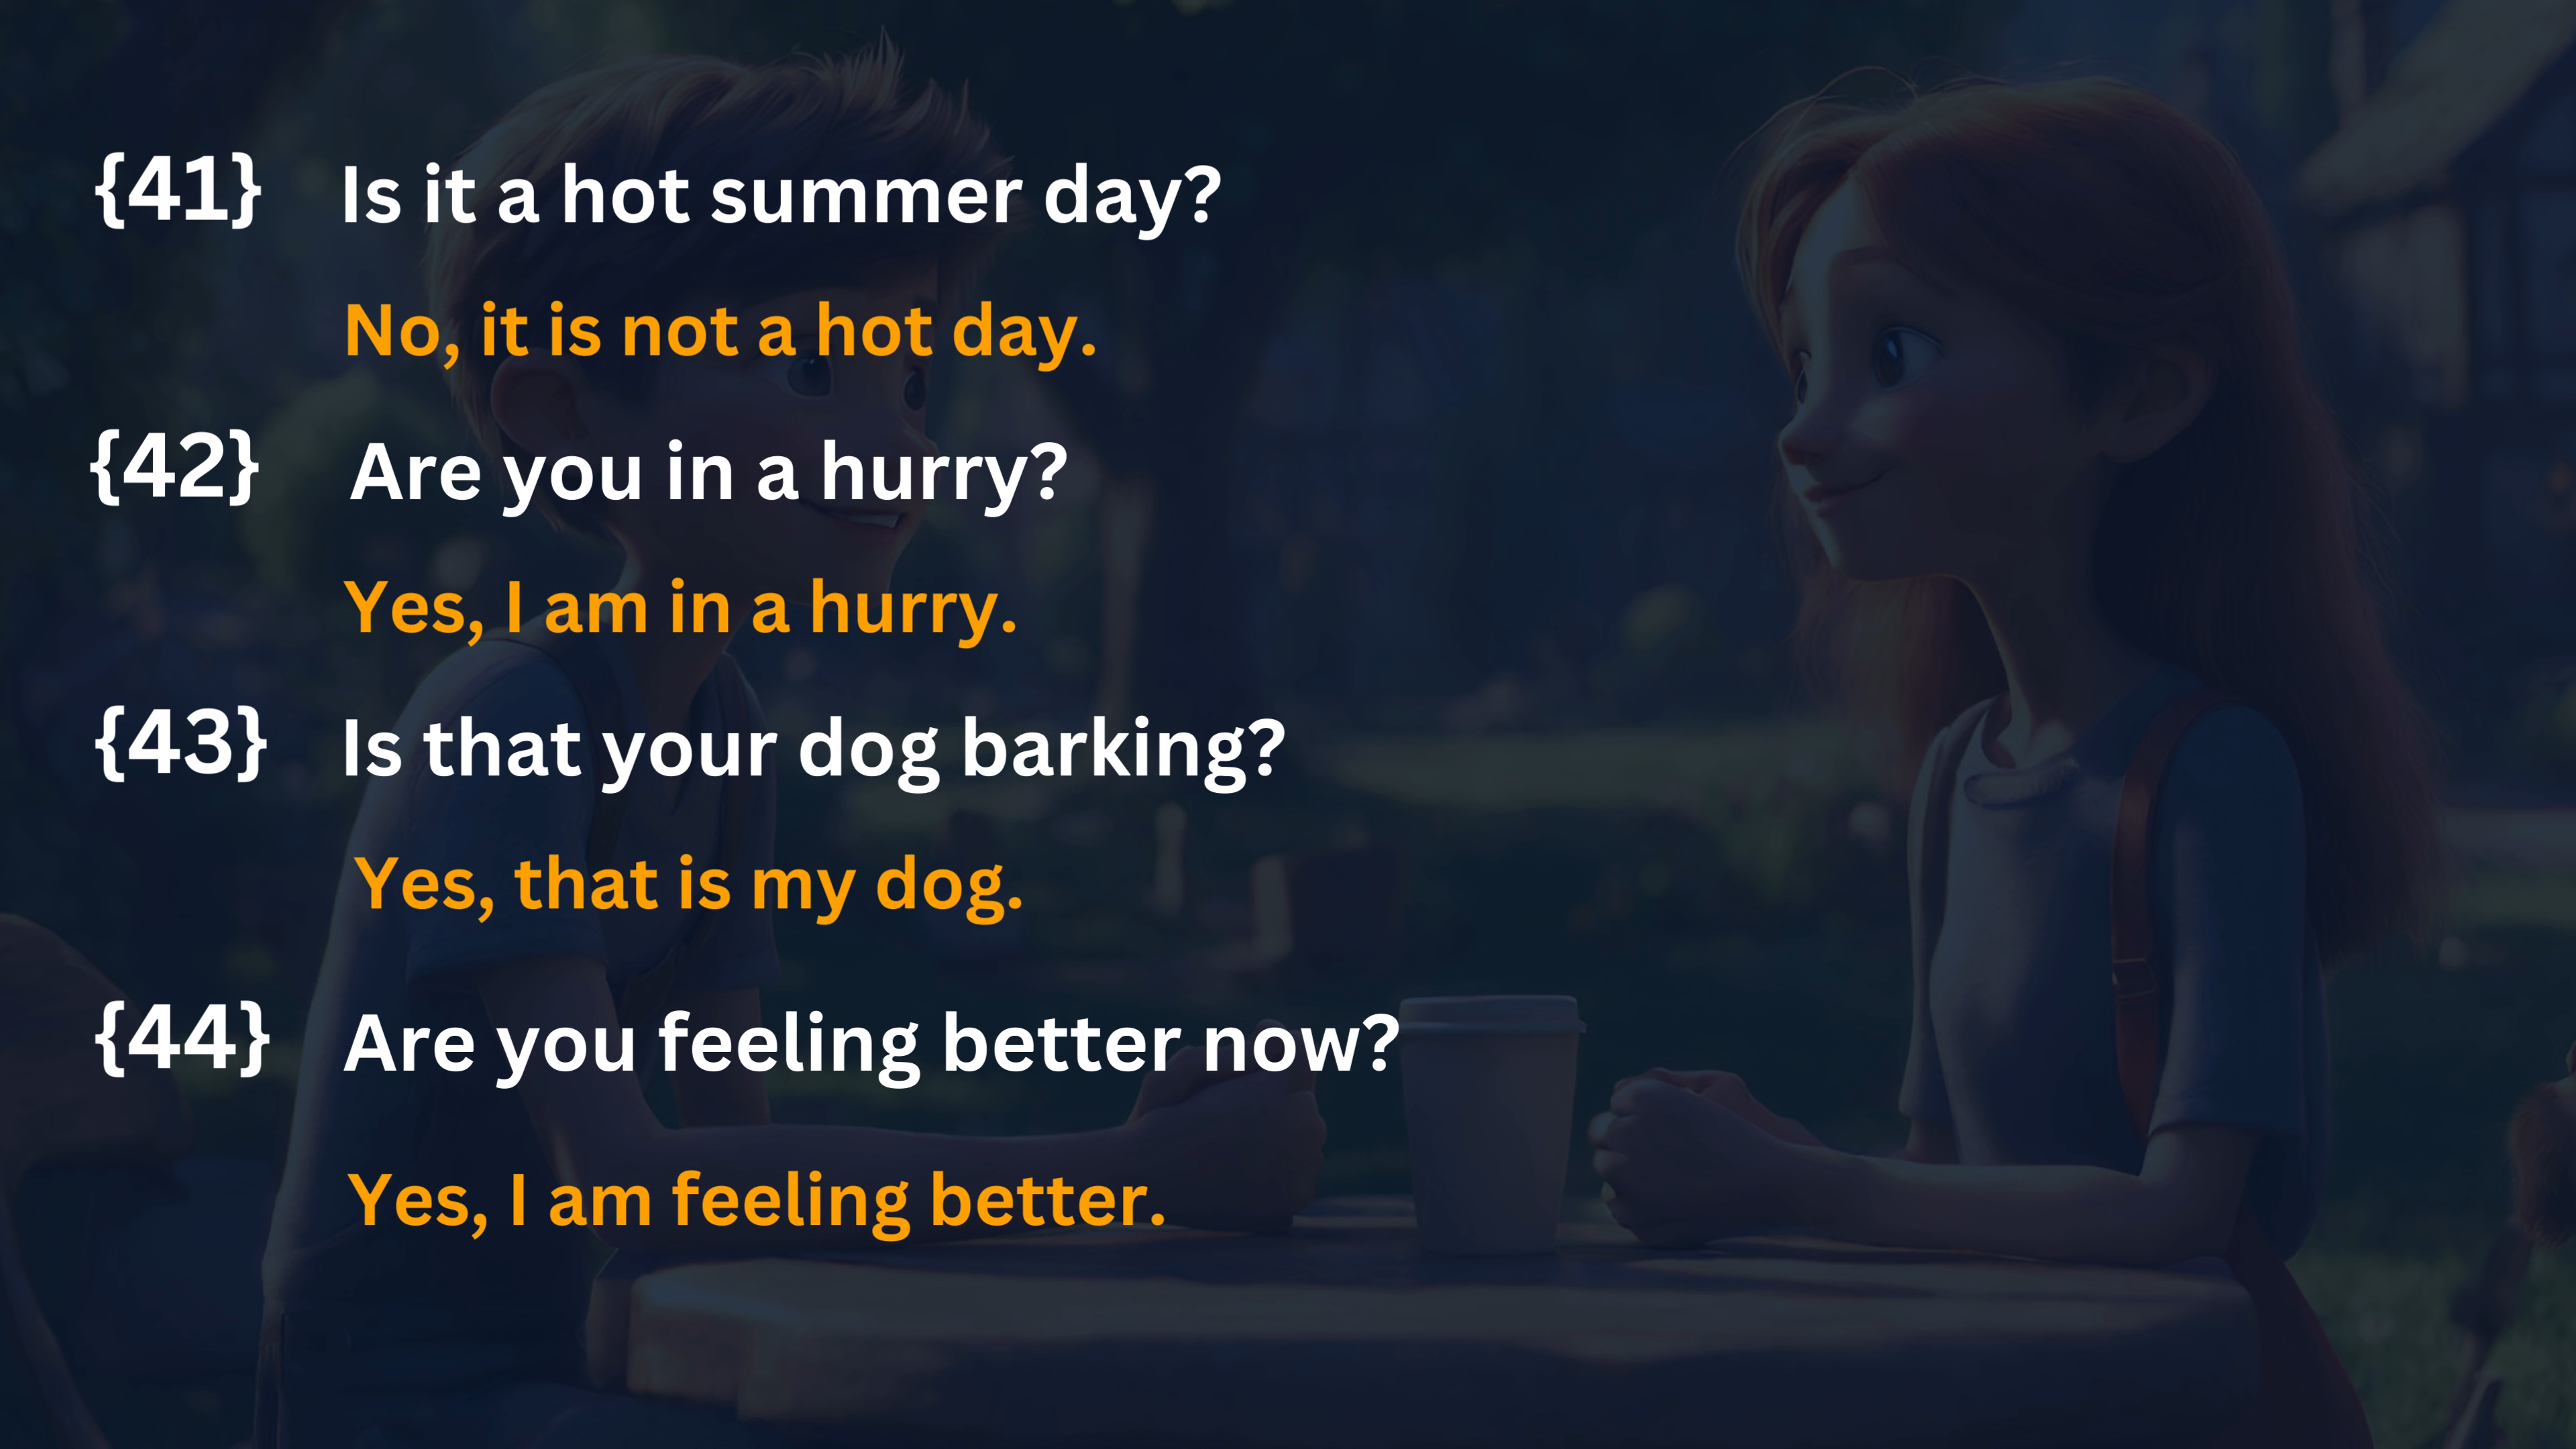 {41} Is it a hot summer day?
No, it is not a hot day.
{42} Are you in a hurry?
Yes, I am in a hurry.
{43} Is that your dog barking?
Yes, that is my dog.
{44} Are you feeling better now?
Yes, I am feeling better.